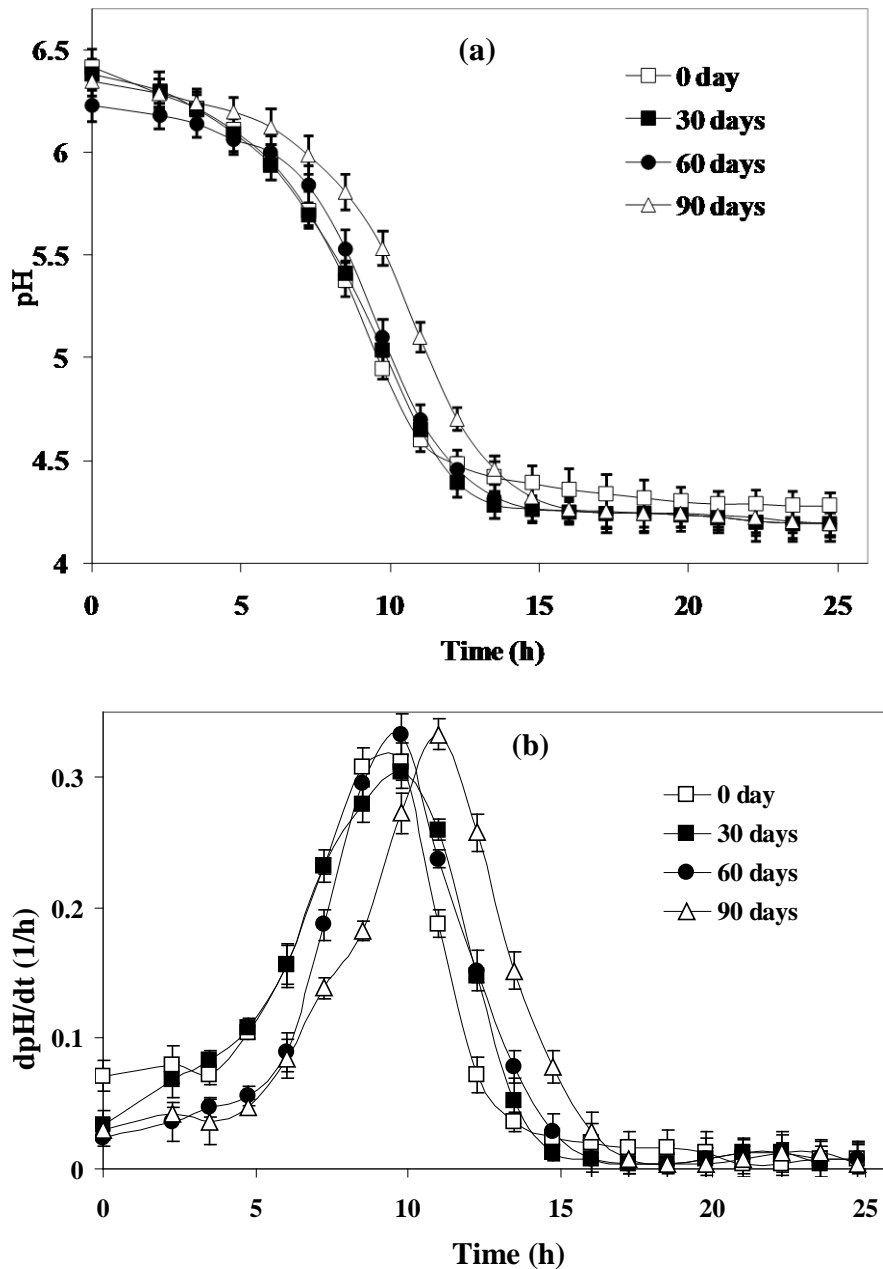 (a)
6.5
6
5.5
5
4.5
4
pH
0 day
30 days
60 days
90 days
0 5 10 15 20 25
Time (h)
(b)
0.3
0.2
0.1
0
dpH/dt (1/h)
0 day
30 days
60 days
90 days
0 5 10 15 20 25
Time (h)